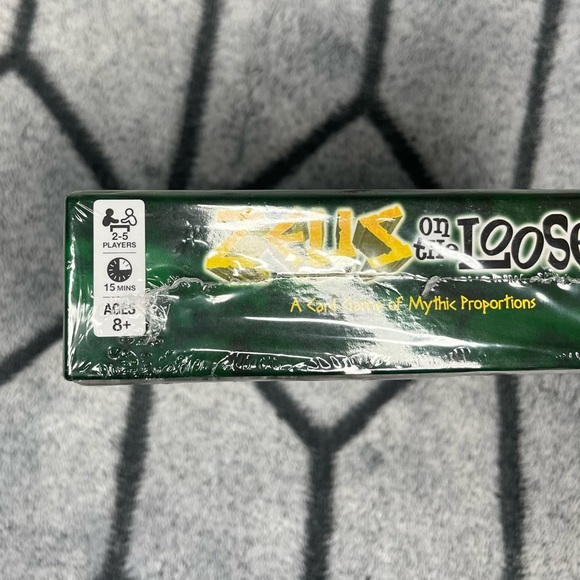 2-5
PLAYERS
15 MINS
AGES
8+
ZEUS on the LOOSE
A Card Game of Mythic Proportions